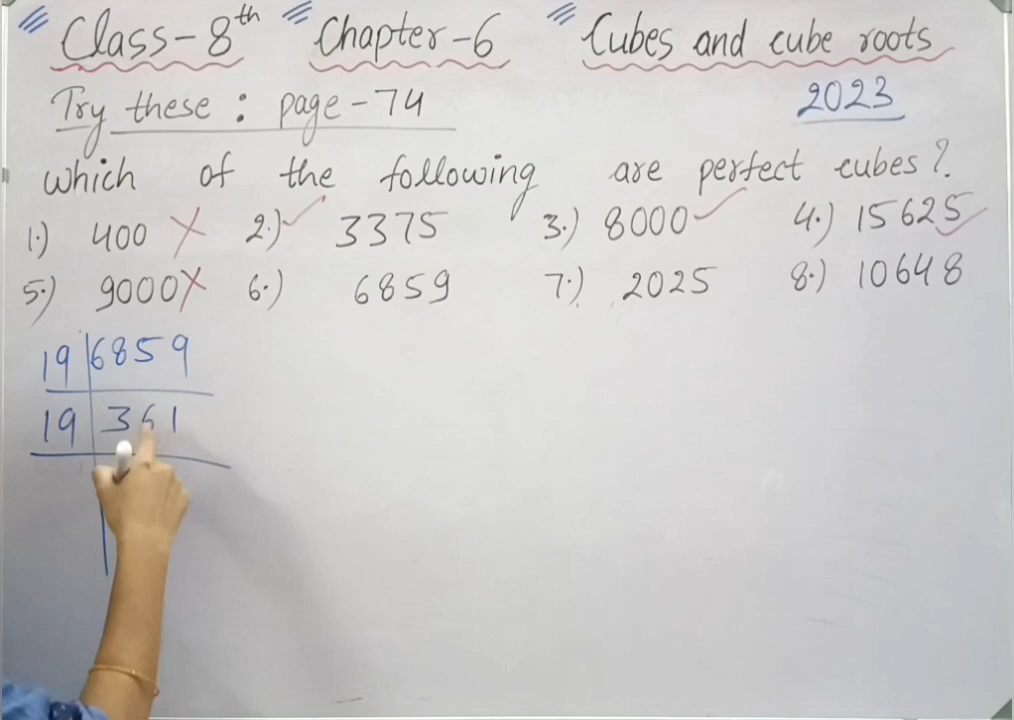 Class-8th Chapter-6 Cubes and cube roots
Try these : page-74 2023
which of the following are perfect cubes?
1.) 400 ✗ 2.) ✓ 3375 3.) 8000 ✓ 4.) 15625 ✓
5.) 9000 ✗ 6.) 6859 7.) 2025 8.) 10648
19 | 6859
19 | 361